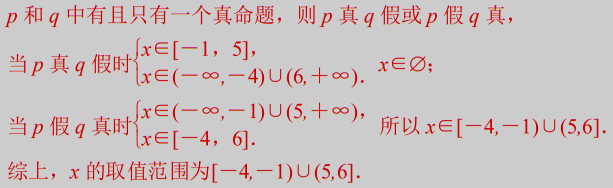 p 和 q 中有且只有一个真命题，则 p 真 q 假或 p 假 q 真，
当 p 真 q 假时{x∈[－1，5]，
x∈(－∞,－4)∪(6,＋∞)． x∈∅；
当 p 假 q 真时{x∈(－∞,－1)∪(5,＋∞)，
x∈[－4，6]． 所以 x∈[－4,－1)∪(5,6]．
综上，x 的取值范围为[－4,－1)∪(5,6]．